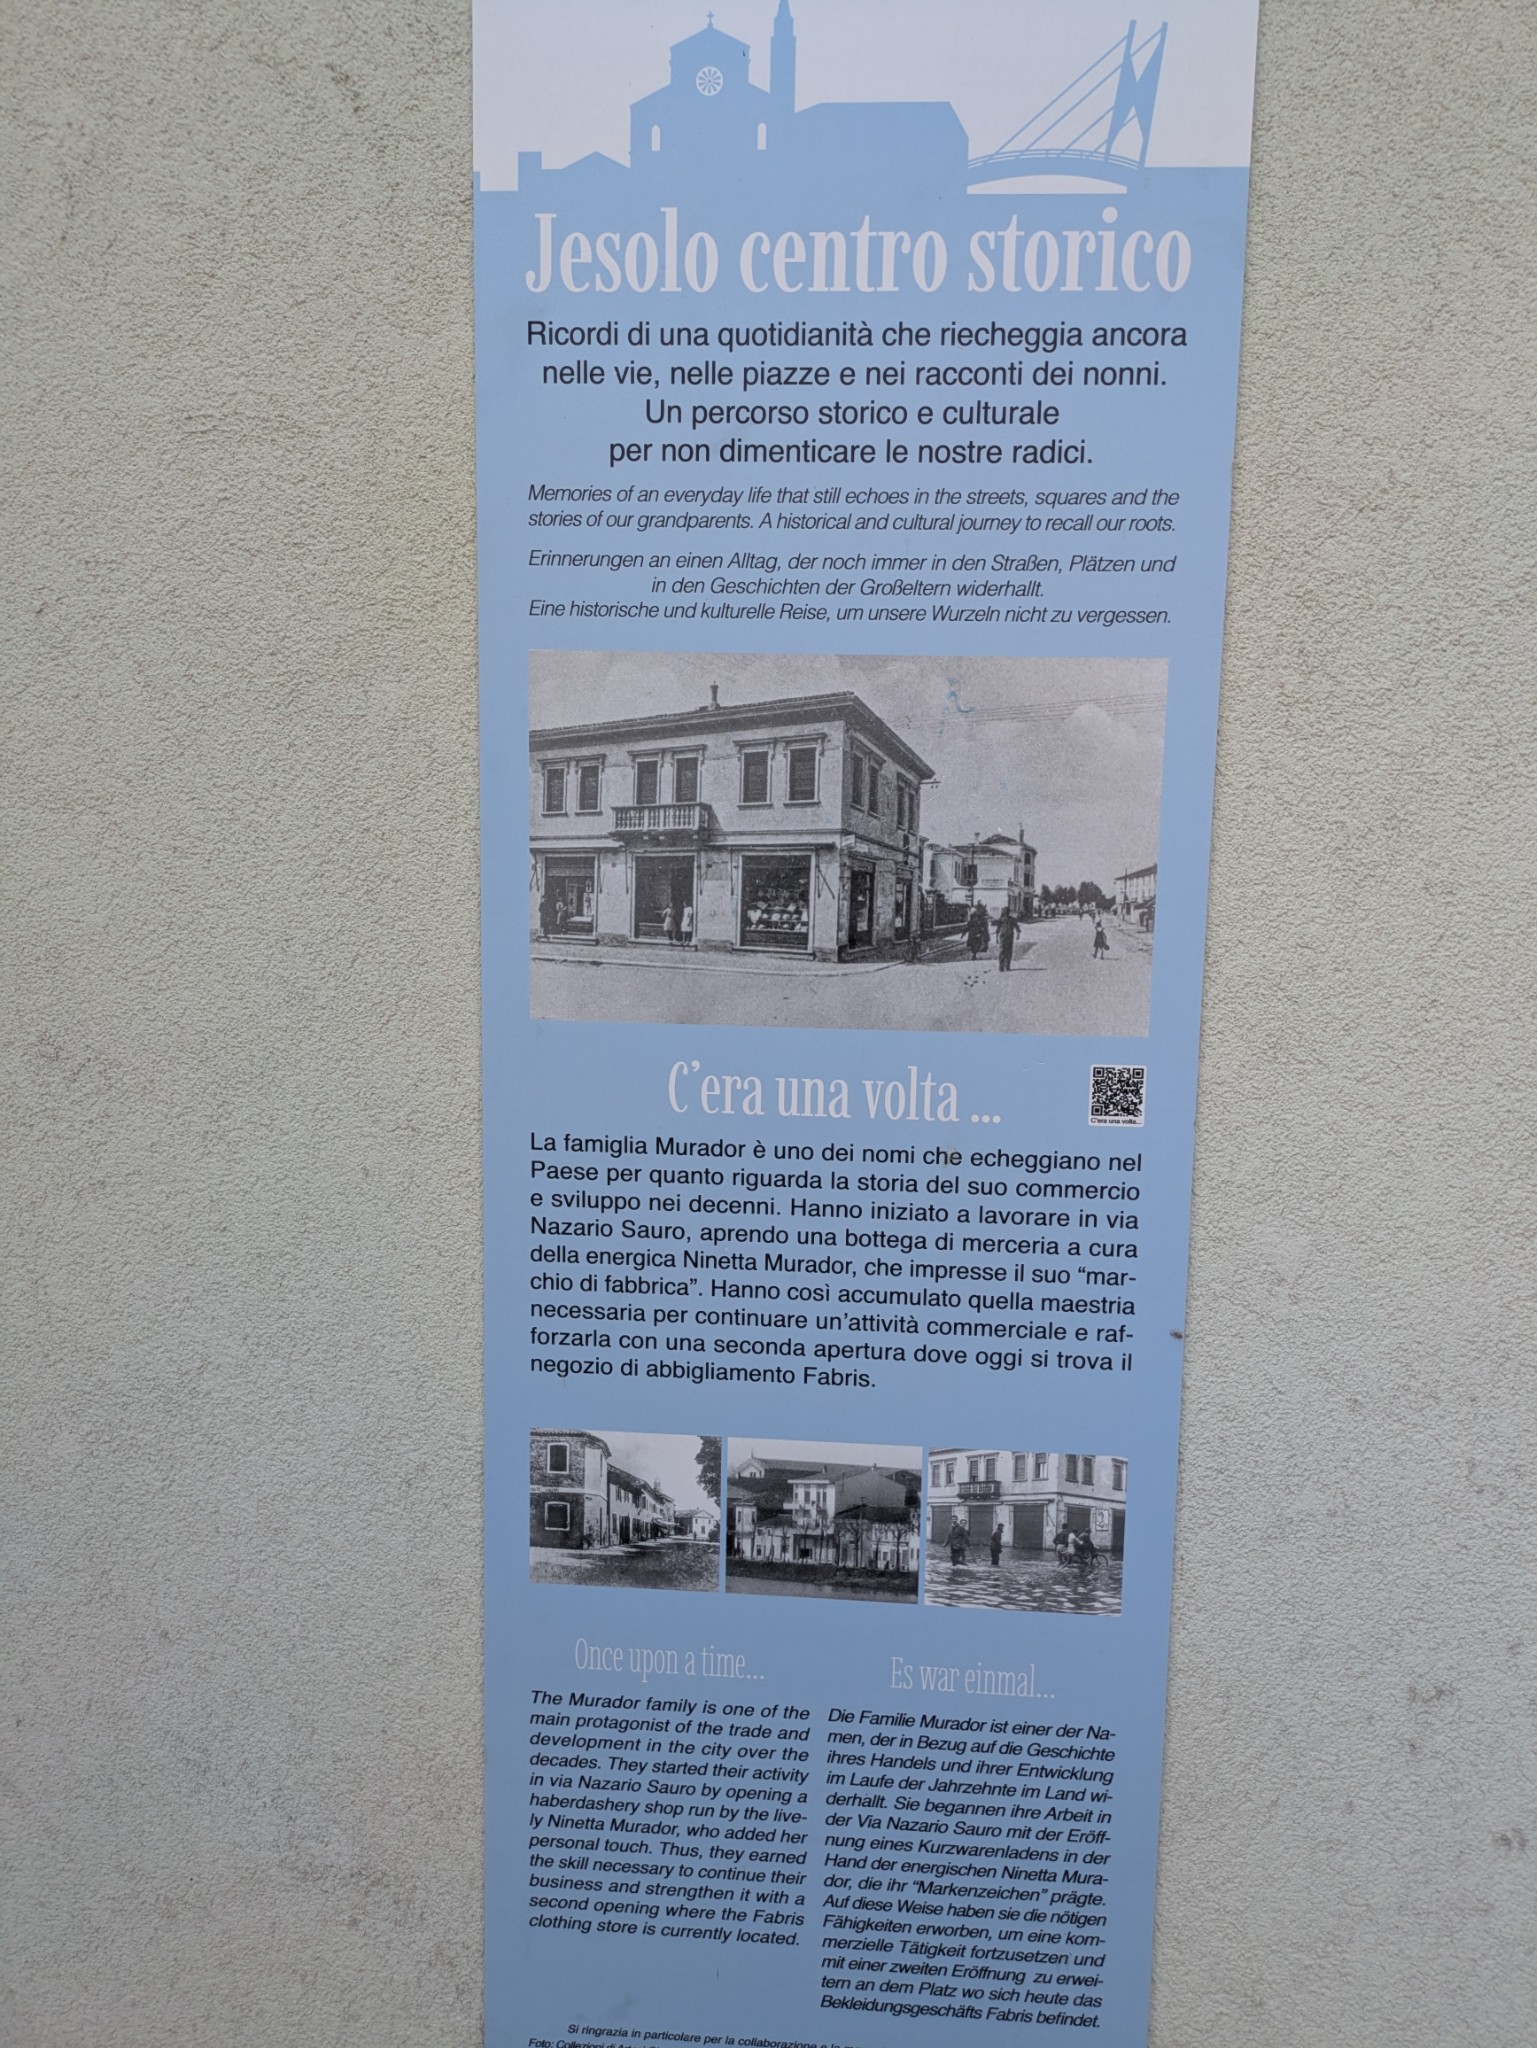 Jesolo centro storico
Ricordi di una quotidianità che riecheggia ancora
nelle vie, nelle piazze e nei racconti dei nonni.
Un percorso storico e culturale
per non dimenticare le nostre radici.
Memories of an everyday life that still echoes in the streets, squares and the
stories of our grandparents. A historical and cultural journey to recall our roots.
Erinnerungen an einen Alltag, der noch immer in den Straßen, Plätzen und
in den Geschichten der Großeltern widerhallt.
Eine historische und kulturelle Reise, um unsere Wurzeln nicht zu vergessen.
C'era una volta ...
C'era una volta...
La famiglia Murador è uno dei nomi che echeggiano nel
Paese per quanto riguarda la storia del suo commercio
e sviluppo nei decenni. Hanno iniziato a lavorare in via
Nazario Sauro, aprendo una bottega di merceria a cura
della energica Ninetta Murador, che impresse il suo “mar-
chio di fabbrica”. Hanno così accumulato quella maestria
necessaria per continuare un'attività commerciale e raf-
forzarla con una seconda apertura dove oggi si trova il
negozio di abbigliamento Fabris.
Once upon a time...
The Murador family is one of the
main protagonist of the trade and
development in the city over the
decades. They started their activity
in via Nazario Sauro by opening a
haberdashery shop run by the live-
ly Ninetta Murador, who added her
personal touch. Thus, they earned
the skill necessary to continue their
business and strengthen it with a
second opening where the Fabris
clothing store is currently located.
Es war einmal...
Die Familie Murador ist einer der Na-
men, der in Bezug auf die Geschichte
ihres Handels und ihrer Entwicklung
im Laufe der Jahrzehnte im Land wi-
derhallt. Sie begannen ihre Arbeit in
der Via Nazario Sauro mit der Eröff-
nung eines Kurzwarenladens in der
Hand der energischen Ninetta Mura-
dor, die ihr “Markenzeichen” prägte.
Auf diese Weise haben sie die nötigen
Fähigkeiten erworben, um eine kom-
merzielle Tätigkeit fortzusetzen und
mit einer zweiten Eröffnung zu erwei-
tern an dem Platz wo sich heute das
Bekleidungsgeschäfts Fabris befindet.
Si ringrazia in particolare per la collaborazione e la
Foto: Collezioni di